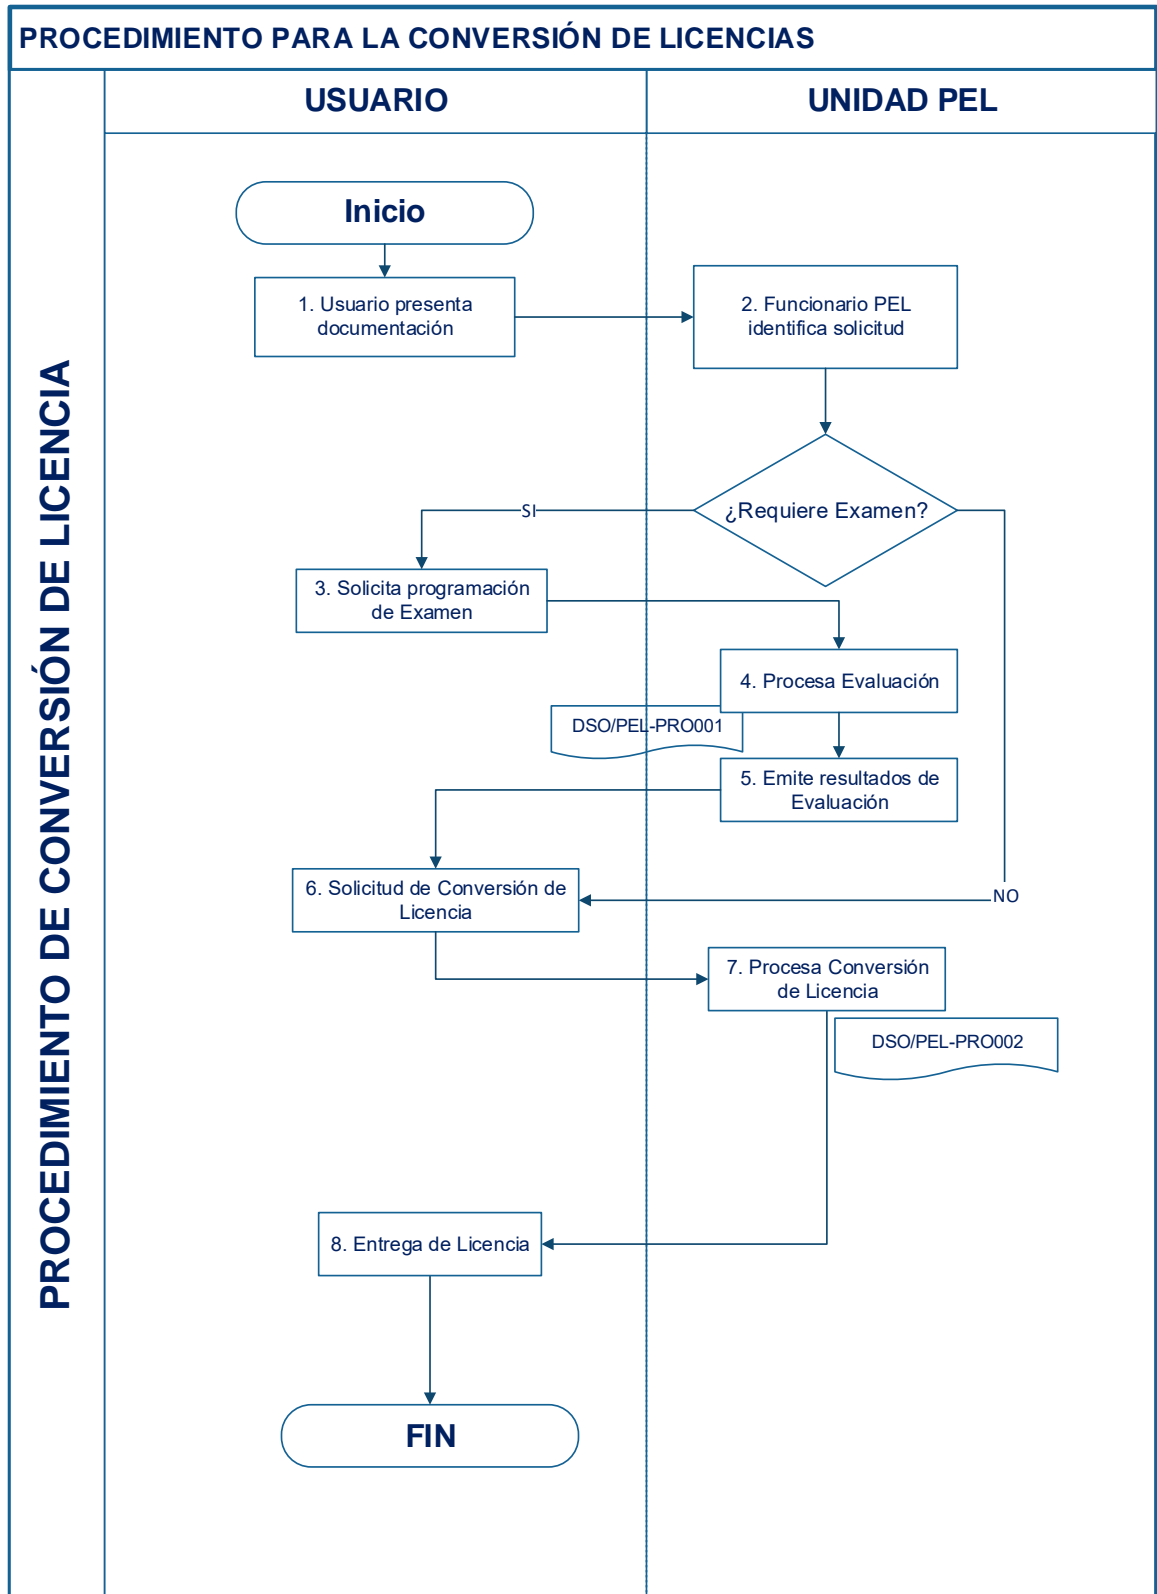 PROCEDIMIENTO PARA LA CONVERSIÓN DE LICENCIAS
PROCEDIMIENTO DE CONVERSIÓN DE LICENCIA
USUARIO
UNIDAD PEL
Inicio
1. Usuario presenta
documentación
2. Funcionario PEL
identifica solicitud
¿Requiere Examen?
SI
3. Solicita programación
de Examen
4. Procesa Evaluación
DSO/PEL-PRO001
5. Emite resultados de
Evaluación
6. Solicitud de Conversión de
Licencia
NO
7. Procesa Conversión
de Licencia
DSO/PEL-PRO002
8. Entrega de Licencia
FIN